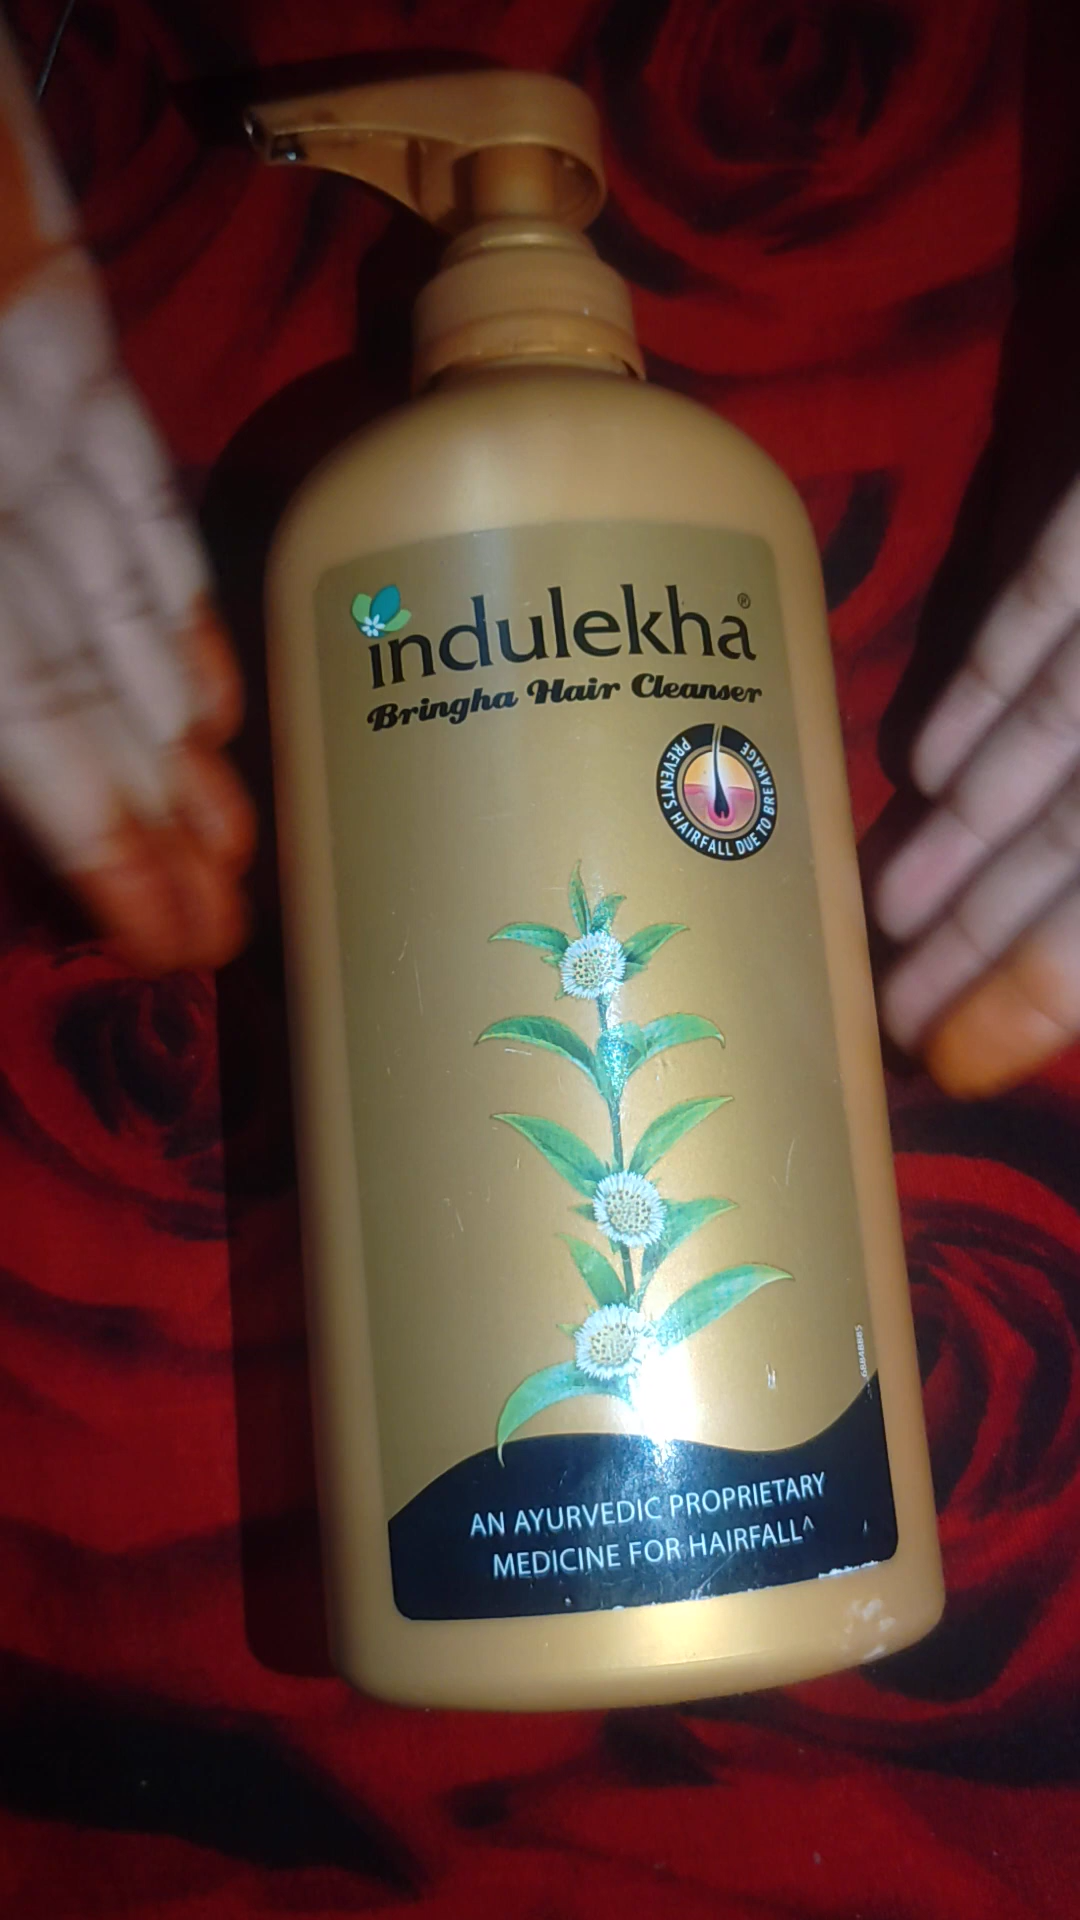 indulekha®
Bringha Hair Cleanser
PREVENTS HAIRFALL DUE TO BREAKAGE
AN AYURVEDIC PROPRIETARY
MEDICINE FOR HAIRFALL^